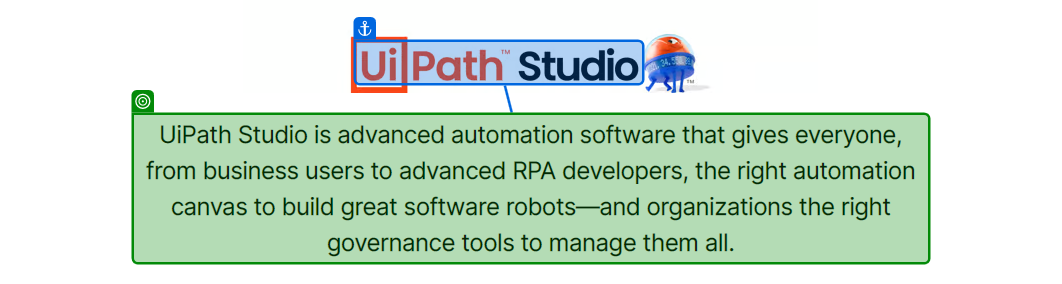 UiPath™ Studio
™
UiPath Studio is advanced automation software that gives everyone,
from business users to advanced RPA developers, the right automation
canvas to build great software robots—and organizations the right
governance tools to manage them all.